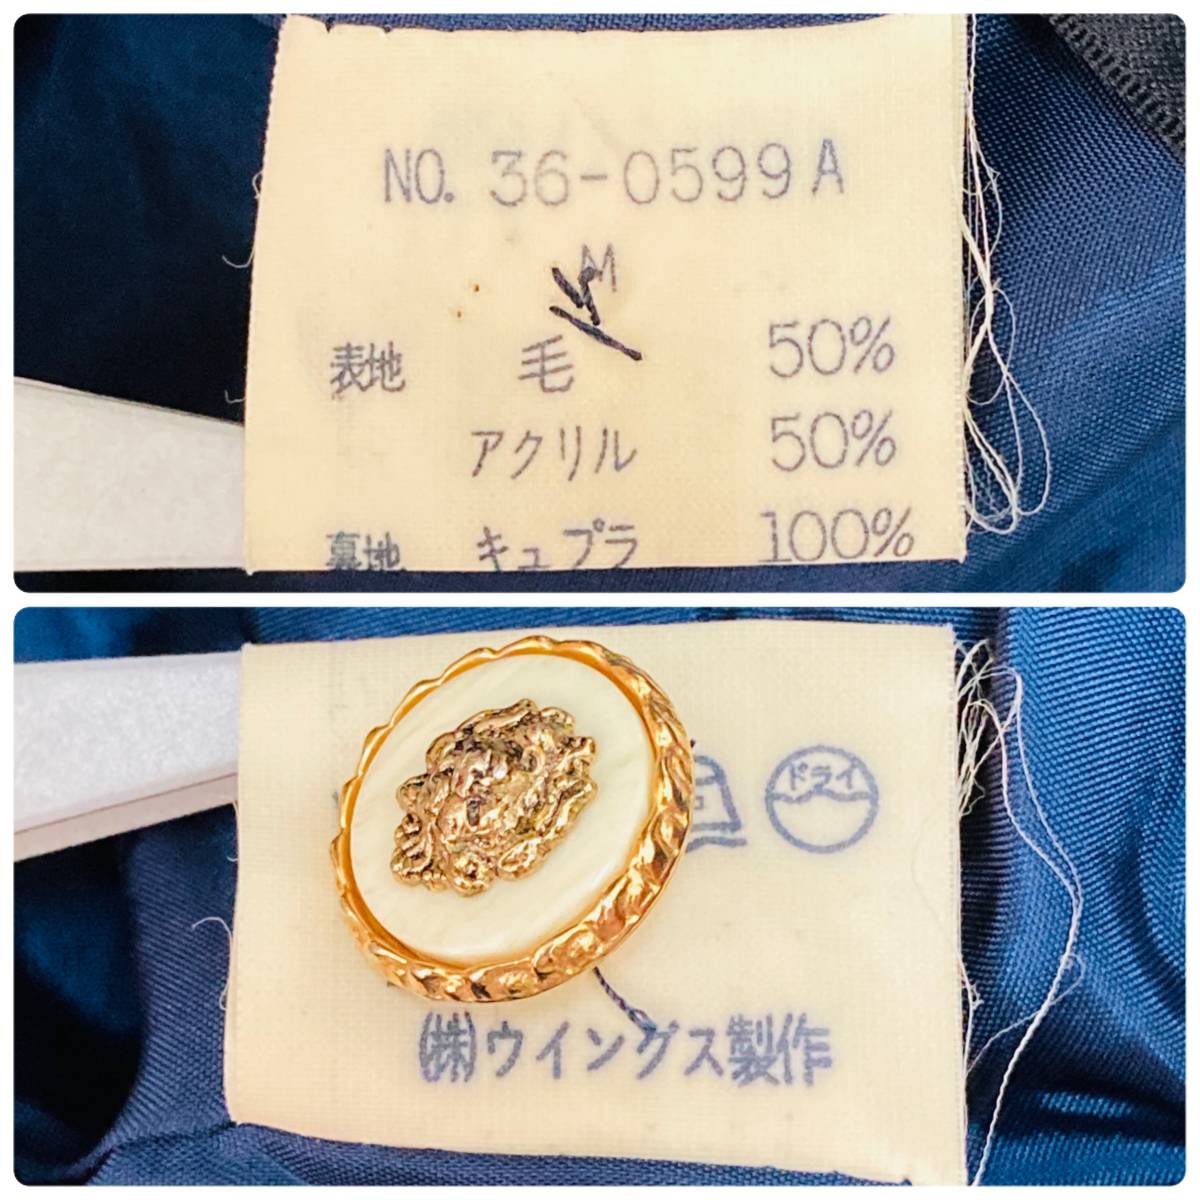 NO. 36-0599A
M
表地 毛 50%
アクリル 50%
裏地 キュプラ 100%
ドライ
(株)ウイングス製作